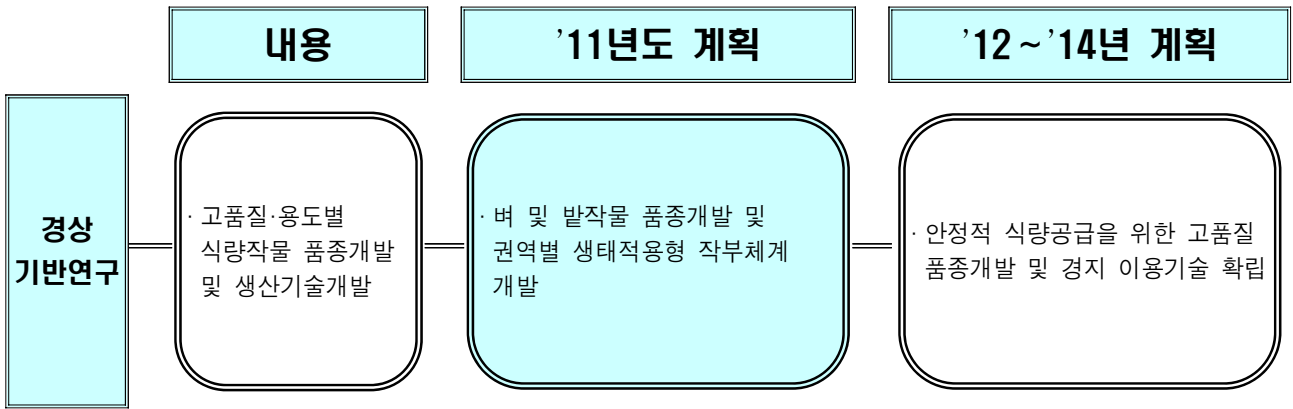 내용
’11년도 계획
’12～’14년 계획
경상
기반연구
· 고품질·용도별
식량작물 품종개발
및 생산기술개발
· 벼 및 밭작물 품종개발 및
권역별 생태적용형 작부체계
개발
· 안정적 식량공급을 위한 고품질
품종개발 및 경지 이용기술 확립